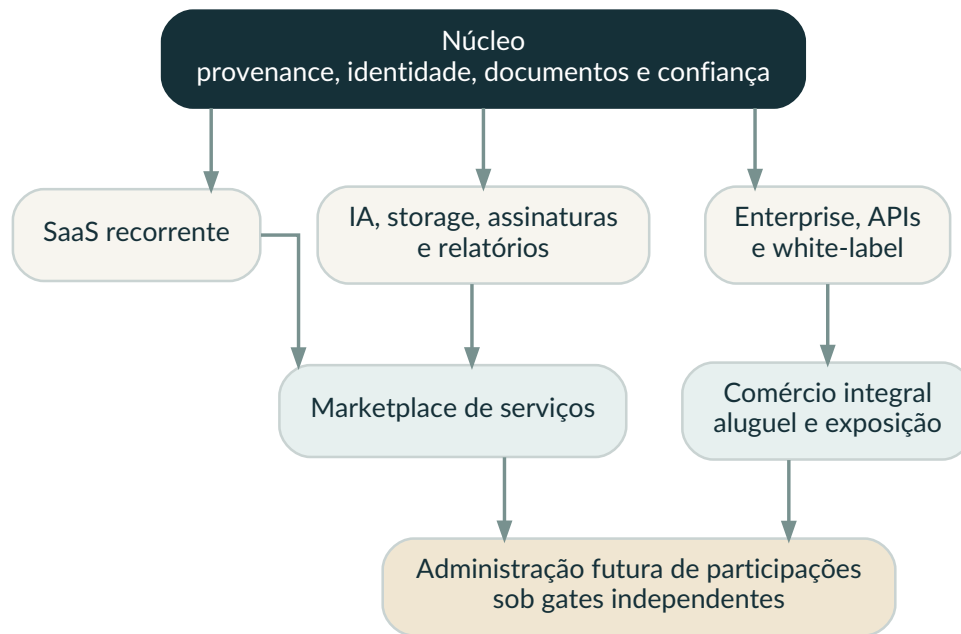 Núcleo
provenance, identidade, documentos e confiança
SaaS recorrente
IA, storage, assinaturas
e relatórios
Enterprise, APIs
e white-label
Marketplace de serviços
Comércio integral
aluguel e exposição
Administração futura de participações
sob gates independentes